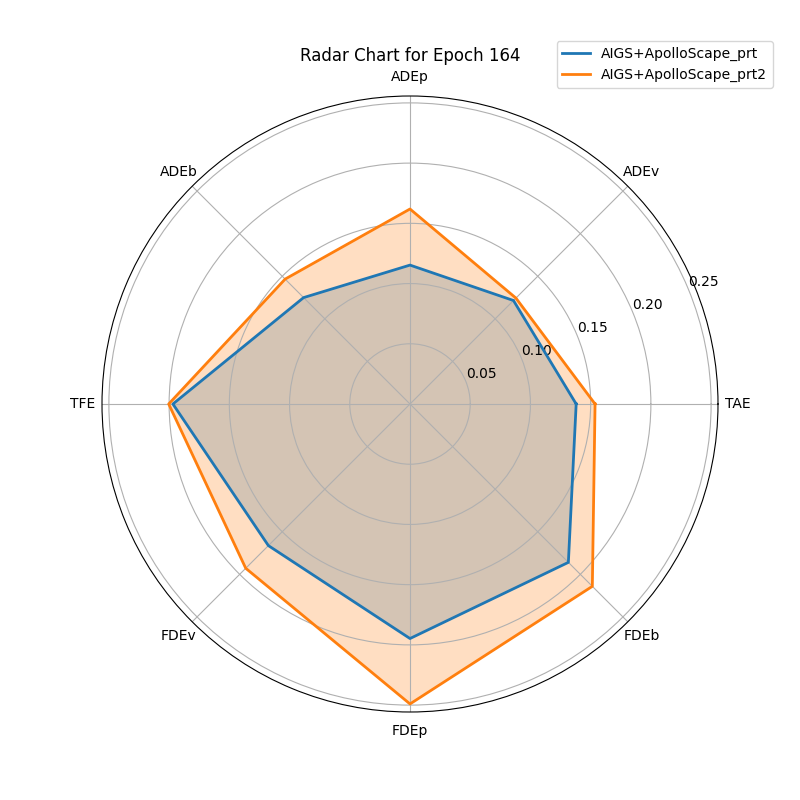 Radar Chart for Epoch 164
AIGS+ApolloScape_prt
AIGS+ApolloScape_prt2
ADEp
ADEb
ADEv
0.25
0.20
0.15
0.10
0.05
TFE
TAE
FDEv
FDEb
FDEp